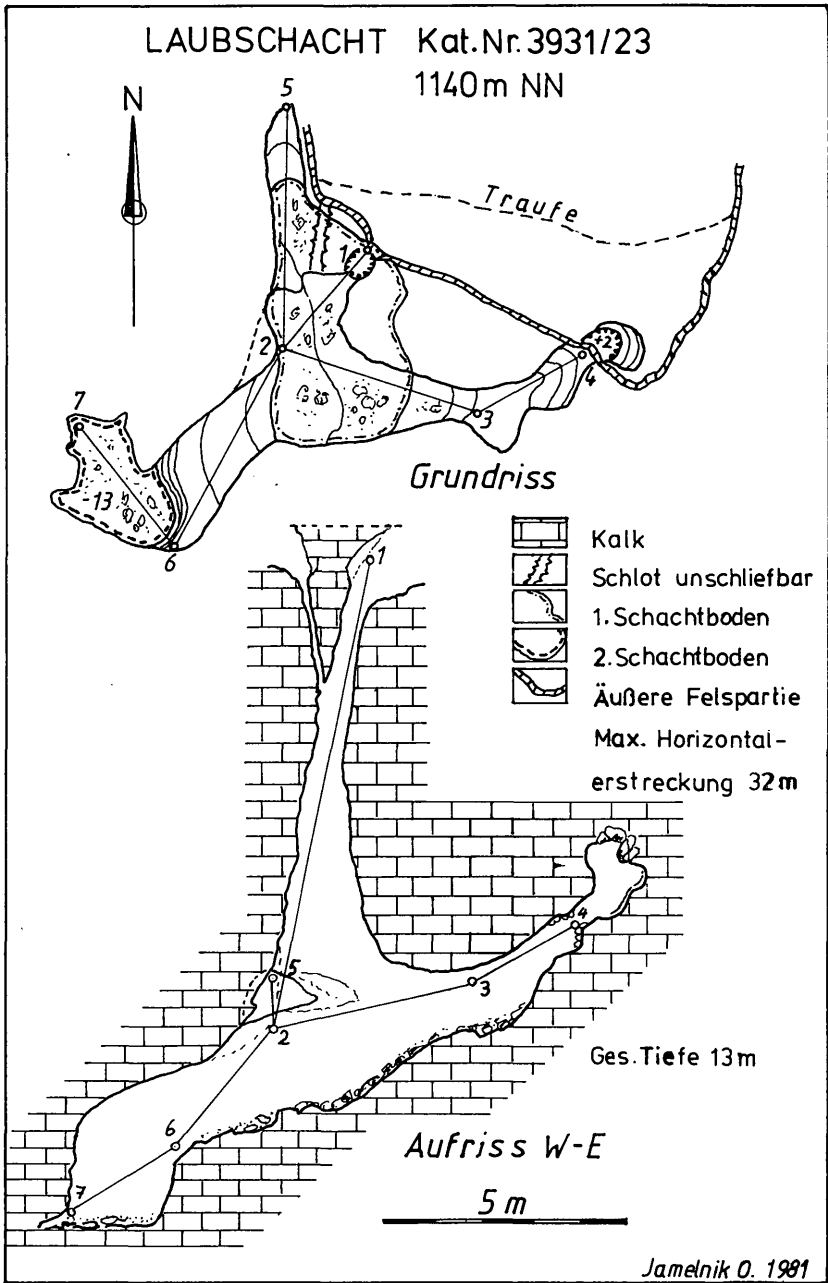 LAUBSCHACHT Kat.Nr. 3931/23
1140m NN
N
5
Traufe
1
2
+2
4
3
7
13
6
Grundriss
Kalk
Schlot unschliefbar
1. Schachtboden
2. Schachtboden
Äußere Felspartie
Max. Horizontal-
erstreckung 32m
1
4
5
3
2
Ges. Tiefe 13m
6
7
Aufriss W-E
5 m
Jamelnik O. 1981